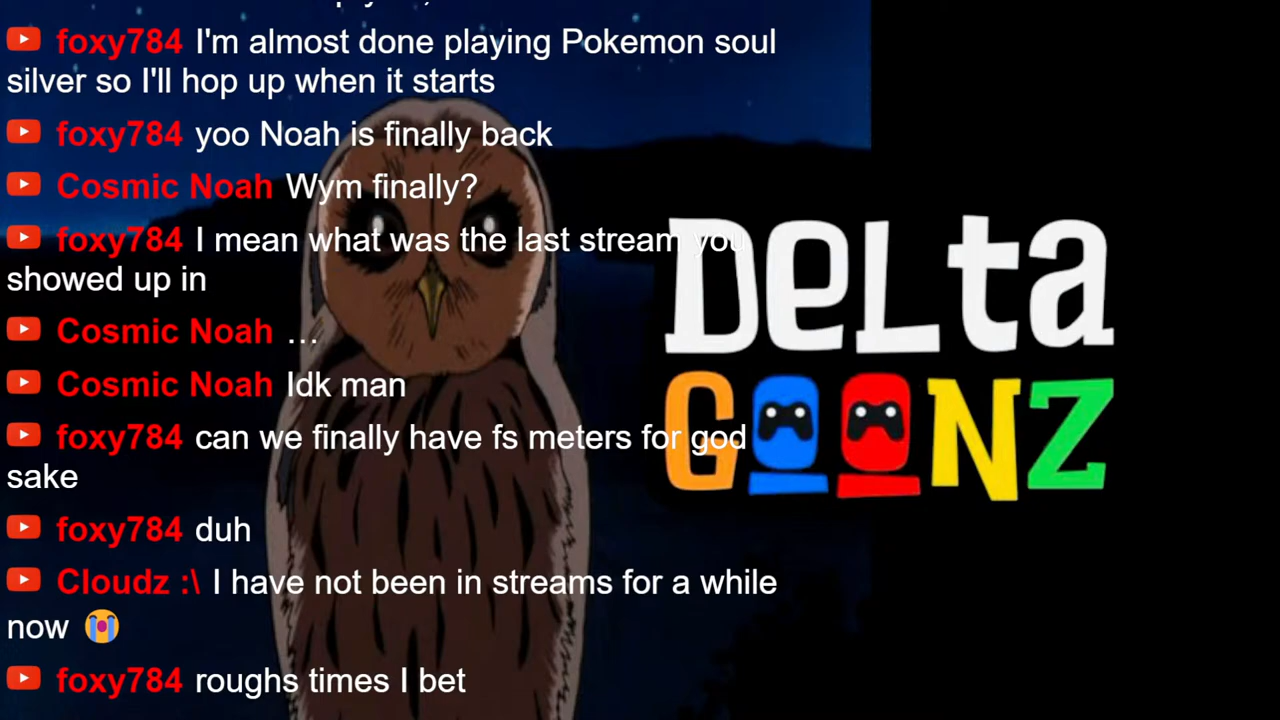 foxy784 I'm almost done playing Pokemon soul
silver so I'll hop up when it starts
foxy784 yoo Noah is finally back
Cosmic Noah Wym finally?
foxy784 I mean what was the last stream you
showed up in
Cosmic Noah ...
Cosmic Noah Idk man
foxy784 can we finally have fs meters for god
sake
foxy784 duh
Cloudz :\ I have not been in streams for a while
now 😭
foxy784 roughs times I bet
DeLta
GOONZ